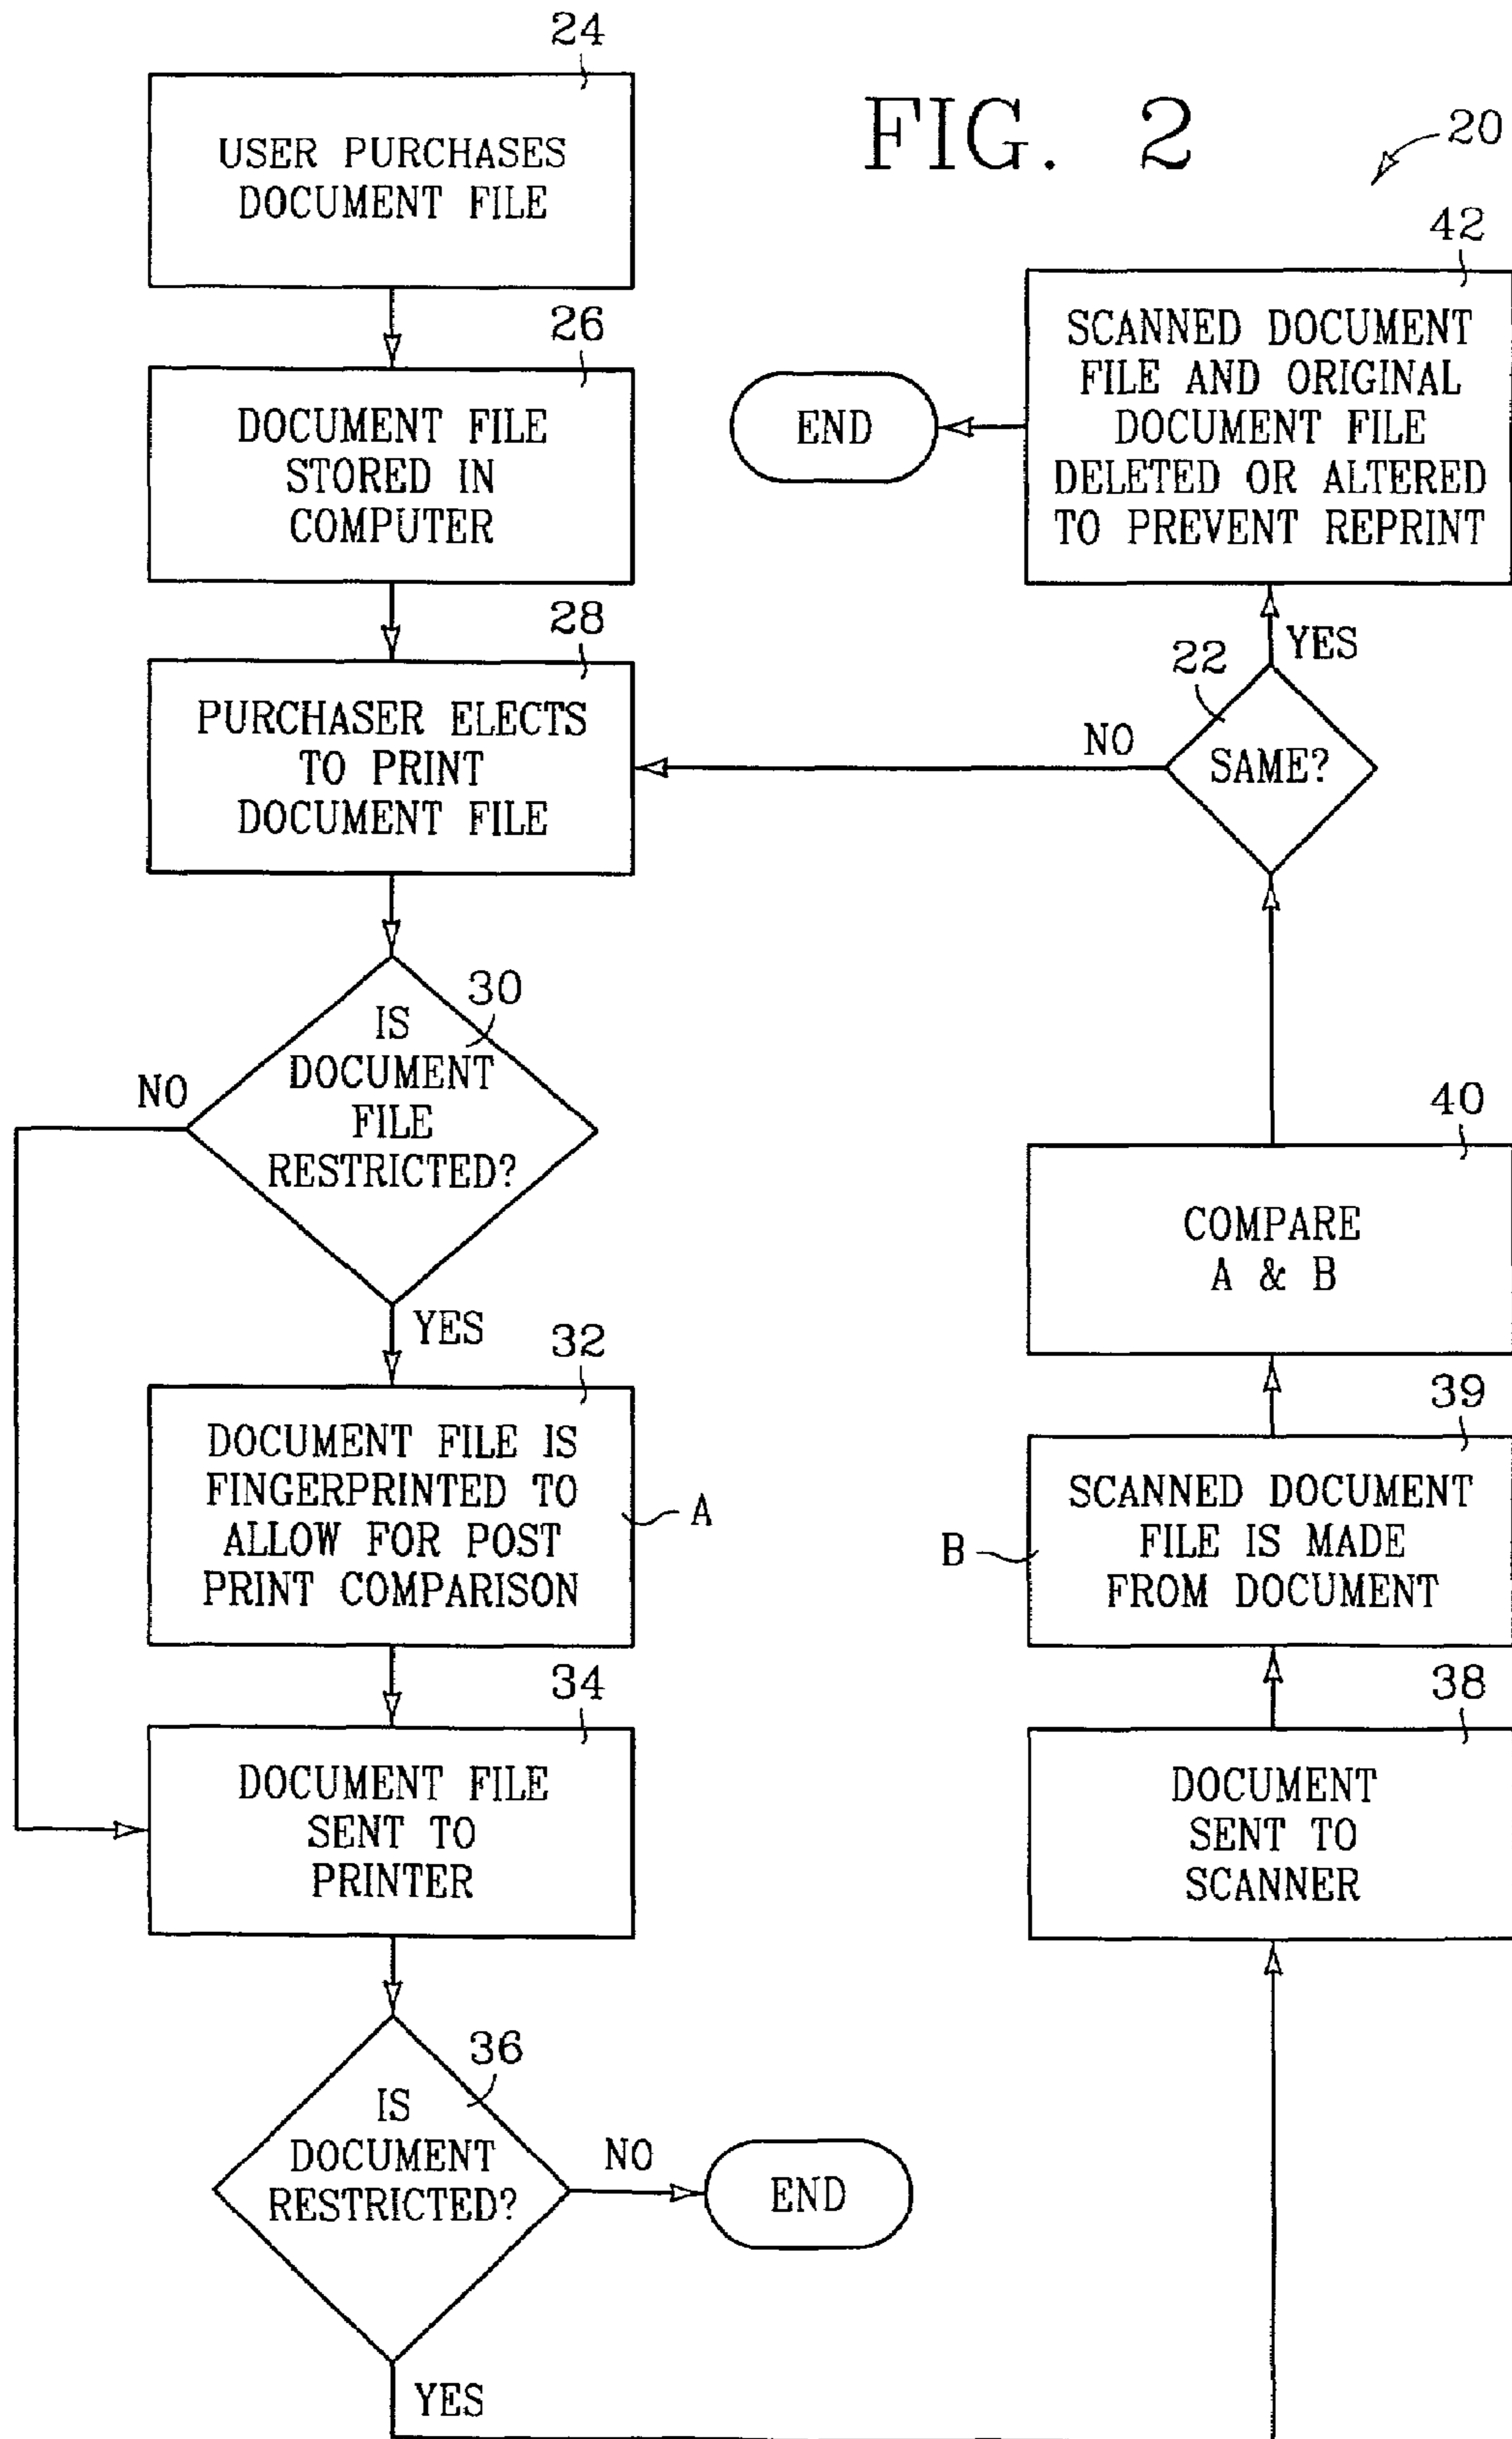 FIG. 2
20
24
USER PURCHASES
DOCUMENT FILE
26
DOCUMENT FILE
STORED IN
COMPUTER
28
PURCHASER ELECTS
TO PRINT
DOCUMENT FILE
30
IS
DOCUMENT
FILE
RESTRICTED?
NO
YES
32
DOCUMENT FILE IS
FINGERPRINTED TO
ALLOW FOR POST
PRINT COMPARISON
A
34
DOCUMENT FILE
SENT TO
PRINTER
36
IS
DOCUMENT
RESTRICTED?
NO
END
YES
38
DOCUMENT
SENT TO
SCANNER
39
SCANNED DOCUMENT
FILE IS MADE
FROM DOCUMENT
B
40
COMPARE
A & B
22
SAME?
NO
YES
42
SCANNED DOCUMENT
FILE AND ORIGINAL
DOCUMENT FILE
DELETED OR ALTERED
TO PREVENT REPRINT
END